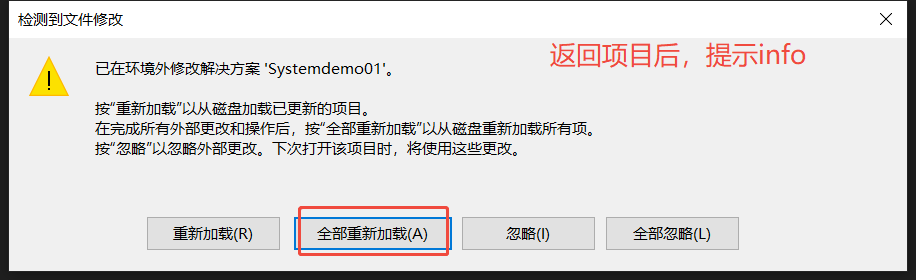 检测到文件修改
返回项目后，提示info
已在环境外修改解决方案 'Systemdemo01'。
按“重新加载”以从磁盘加载已更新的项目。
在完成所有外部更改和操作后，按“全部重新加载”以从磁盘重新加载所有项。
按“忽略”以忽略外部更改。下次打开该项目时，将使用这些更改。
重新加载(R)
全部重新加载(A)
忽略(I)
全部忽略(L)